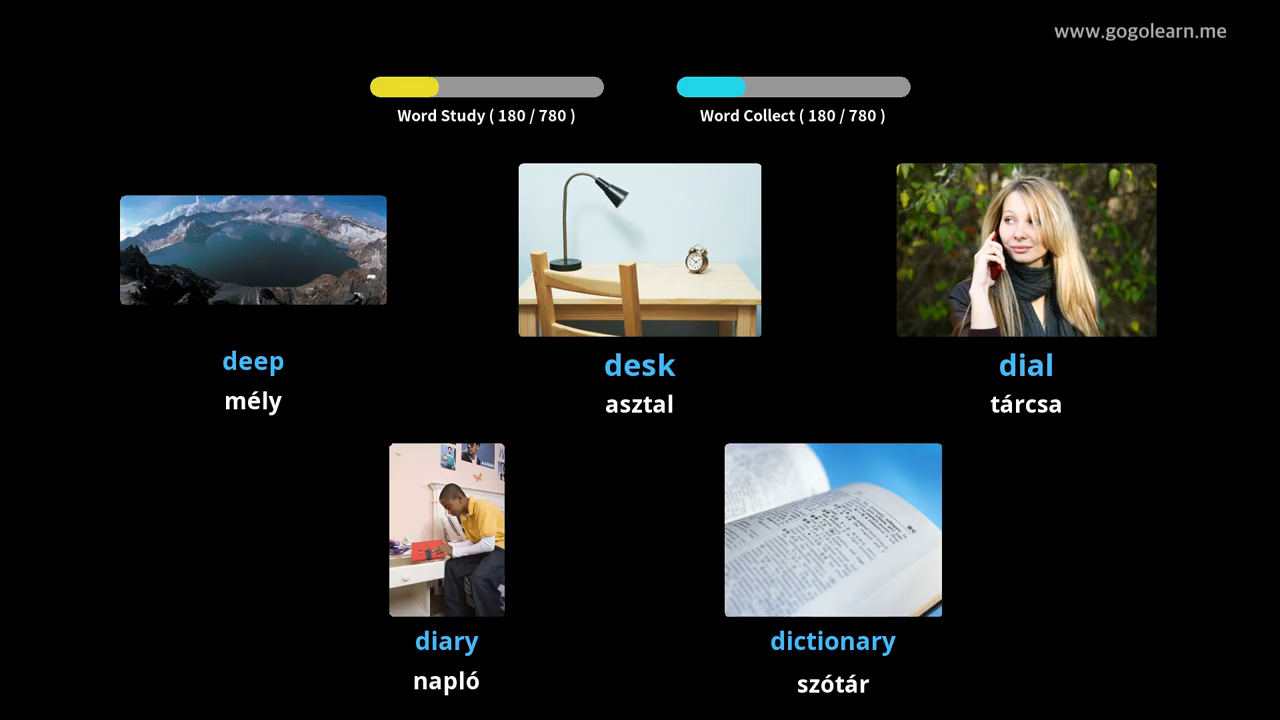 www.gogolearn.me
Word Study ( 180 / 780 )
Word Collect ( 180 / 780 )
deep
mély
desk
asztal
dial
tárcsa
diary
napló
dictionary
szótár